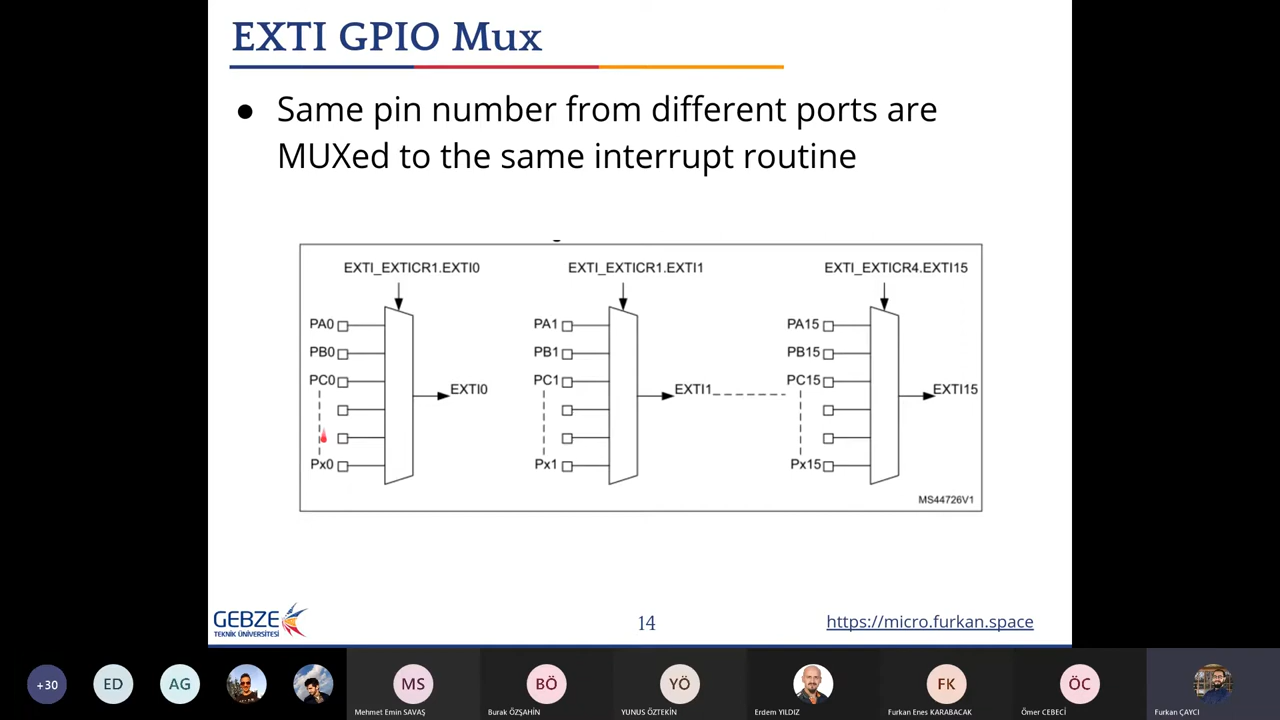 EXTI GPIO Mux
● Same pin number from different ports are
MUXed to the same interrupt routine
EXTI_EXTICR1.EXTI0
EXTI_EXTICR1.EXTI1
EXTI_EXTICR4.EXTI15
PA0
PB0
PC0
Px0
EXTI0
PA1
PB1
PC1
Px1
EXTI1
PA15
PB15
PC15
Px15
EXTI15
MS44726V1
GEBZE
TEKNİK ÜNİVERSİTESİ
14
https://micro.furkan.space
+30
ED
AG
MS
Mehmet Emin SAVAŞ
BÖ
Burak ÖZŞAHİN
YÖ
YUNUS ÖZTEKİN
Erdem YILDIZ
FK
Furkan Enes KARABACAK
ÖC
Ömer CEBECİ
Furkan ÇAYCI